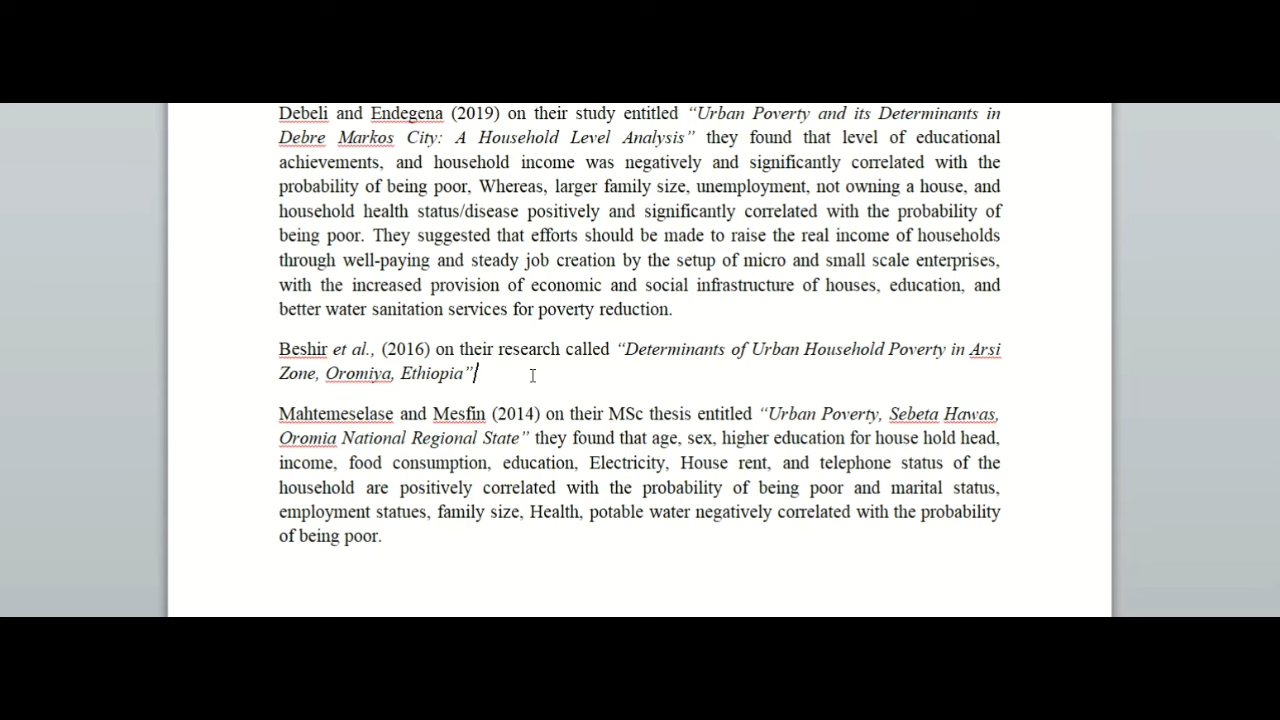 Debeli and Endegena (2019) on their study entitled “Urban Poverty and its Determinants in
Debre Markos City: A Household Level Analysis” they found that level of educational
achievements, and household income was negatively and significantly correlated with the
probability of being poor, Whereas, larger family size, unemployment, not owning a house, and
household health status/disease positively and significantly correlated with the probability of
being poor. They suggested that efforts should be made to raise the real income of households
through well-paying and steady job creation by the setup of micro and small scale enterprises,
with the increased provision of economic and social infrastructure of houses, education, and
better water sanitation services for poverty reduction.
Beshir et al., (2016) on their research called “Determinants of Urban Household Poverty in Arsi
Zone, Oromiya, Ethiopia”
Mahtemeselase and Mesfin (2014) on their MSc thesis entitled “Urban Poverty, Sebeta Hawas,
Oromia National Regional State” they found that age, sex, higher education for house hold head,
income, food consumption, education, Electricity, House rent, and telephone status of the
household are positively correlated with the probability of being poor and marital status,
employment statues, family size, Health, potable water negatively correlated with the probability
of being poor.